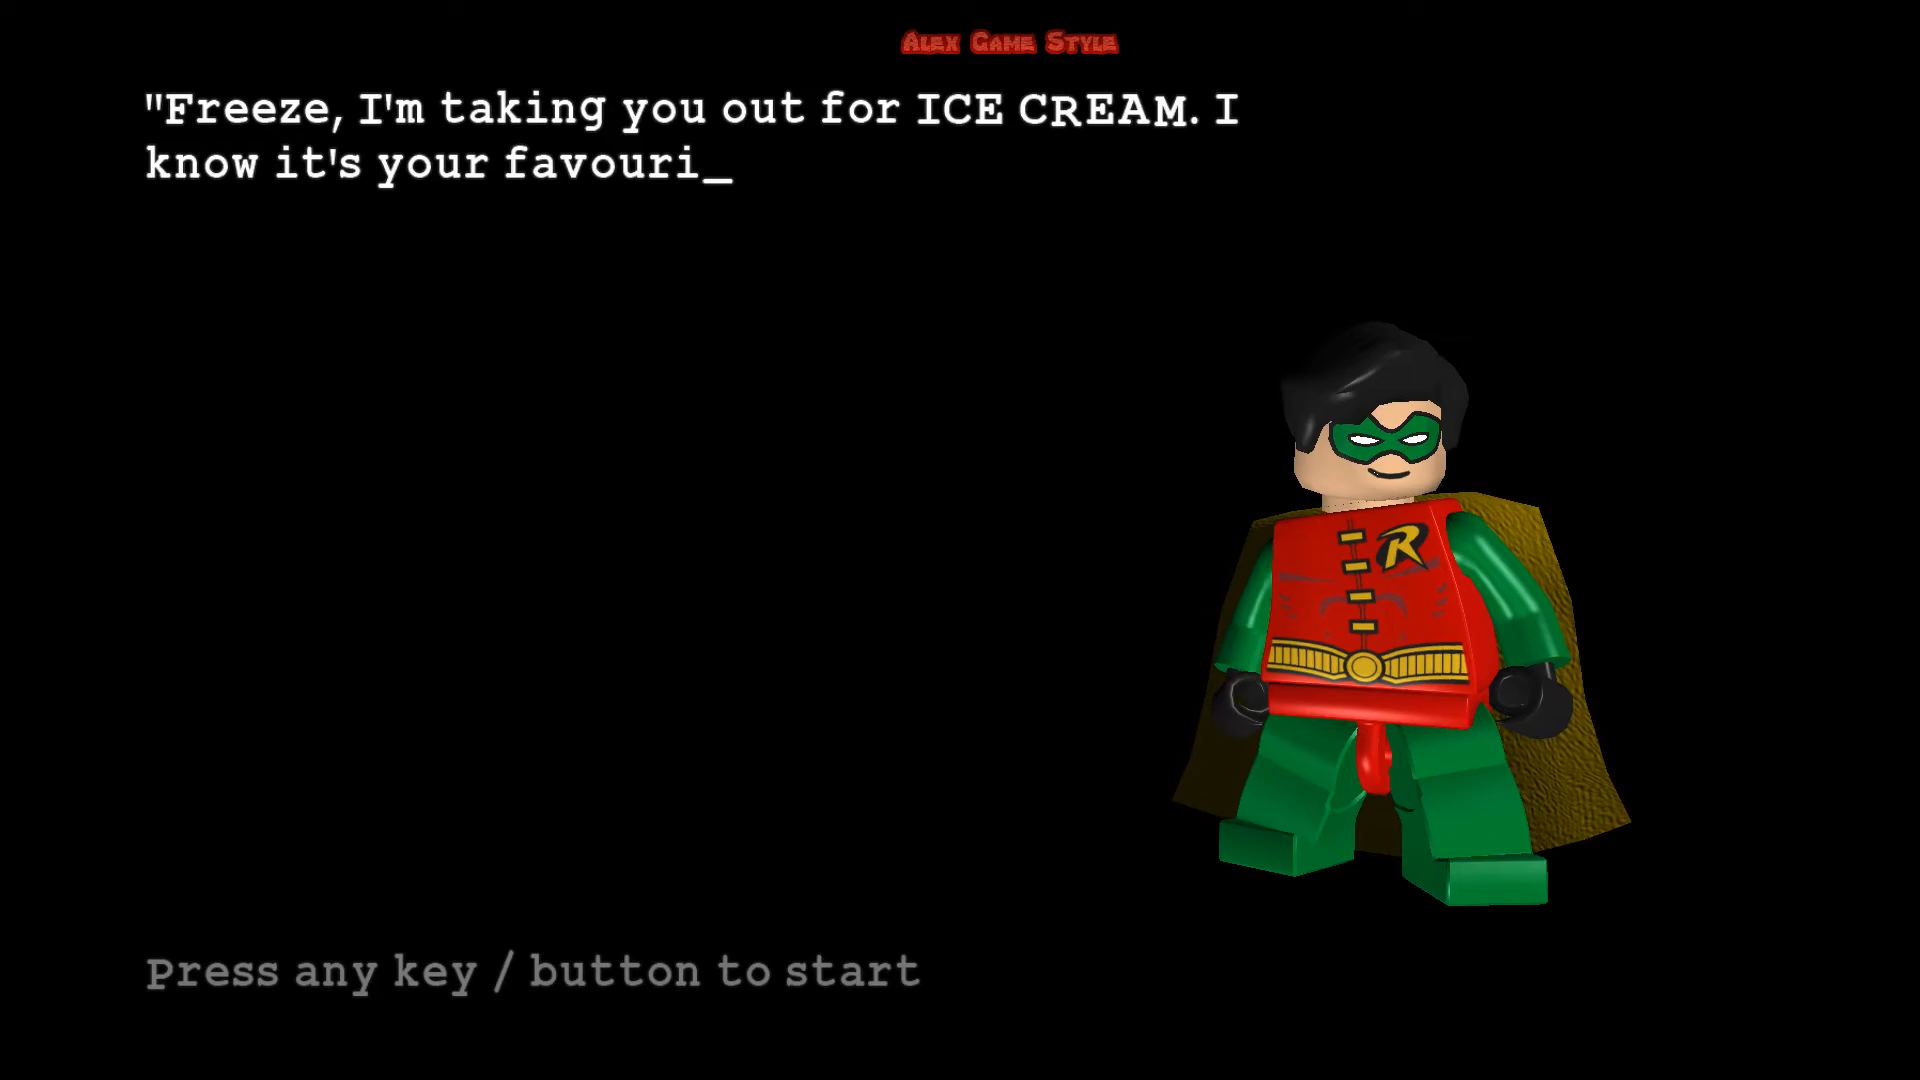 Alex Game Style
"Freeze, I'm taking you out for ICE CREAM. I
know it's your favouri_
R
Press any key / button to start